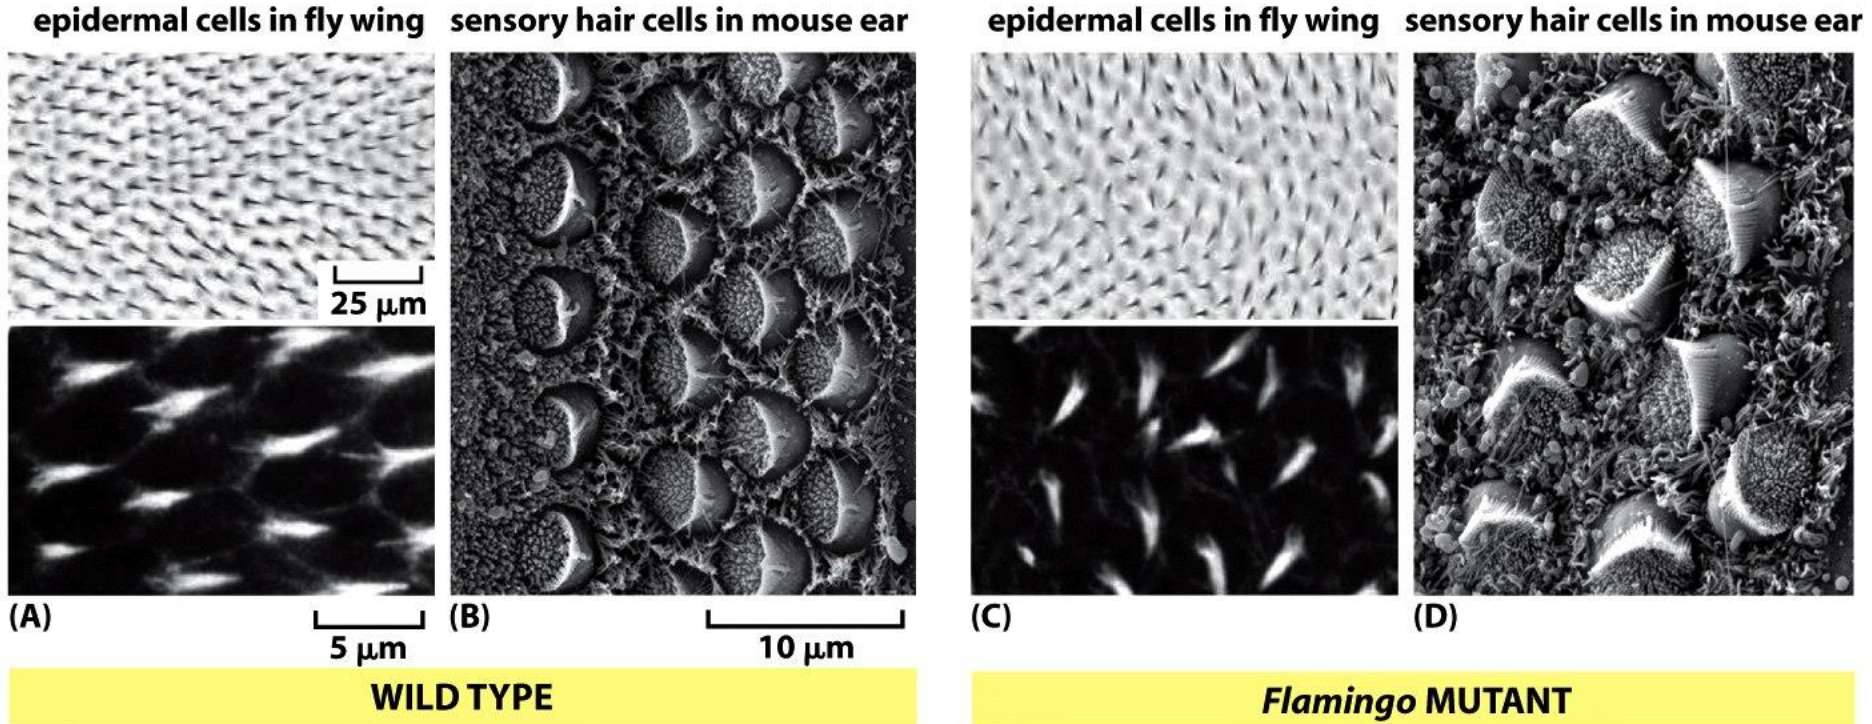 epidermal cells in fly wing
sensory hair cells in mouse ear
epidermal cells in fly wing
sensory hair cells in mouse ear
25 μm
(A)
5 μm
(B)
10 μm
(C)
(D)
WILD TYPE
Flamingo MUTANT